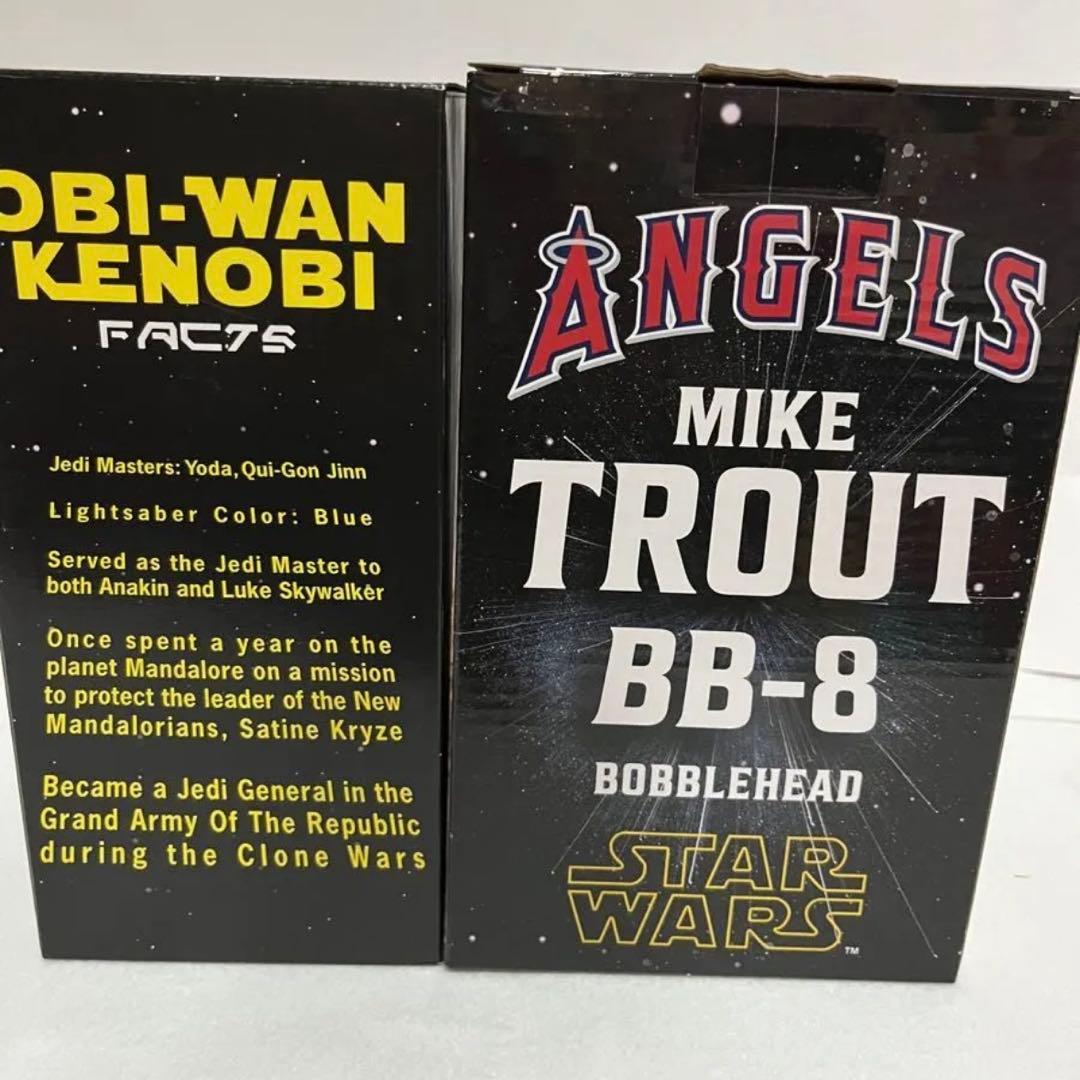 OBI-WAN
KENOBI
FACTS
Jedi Masters: Yoda, Qui-Gon Jinn
Lightsaber Color: Blue
Served as the Jedi Master to
both Anakin and Luke Skywalker
Once spent a year on the
planet Mandalore on a mission
to protect the leader of the New
Mandalorians, Satine Kryze
Became a Jedi General in the
Grand Army Of The Republic
during the Clone Wars
ANGELS
MIKE
TROUT
BB-8
BOBBLEHEAD
STAR
WARS™